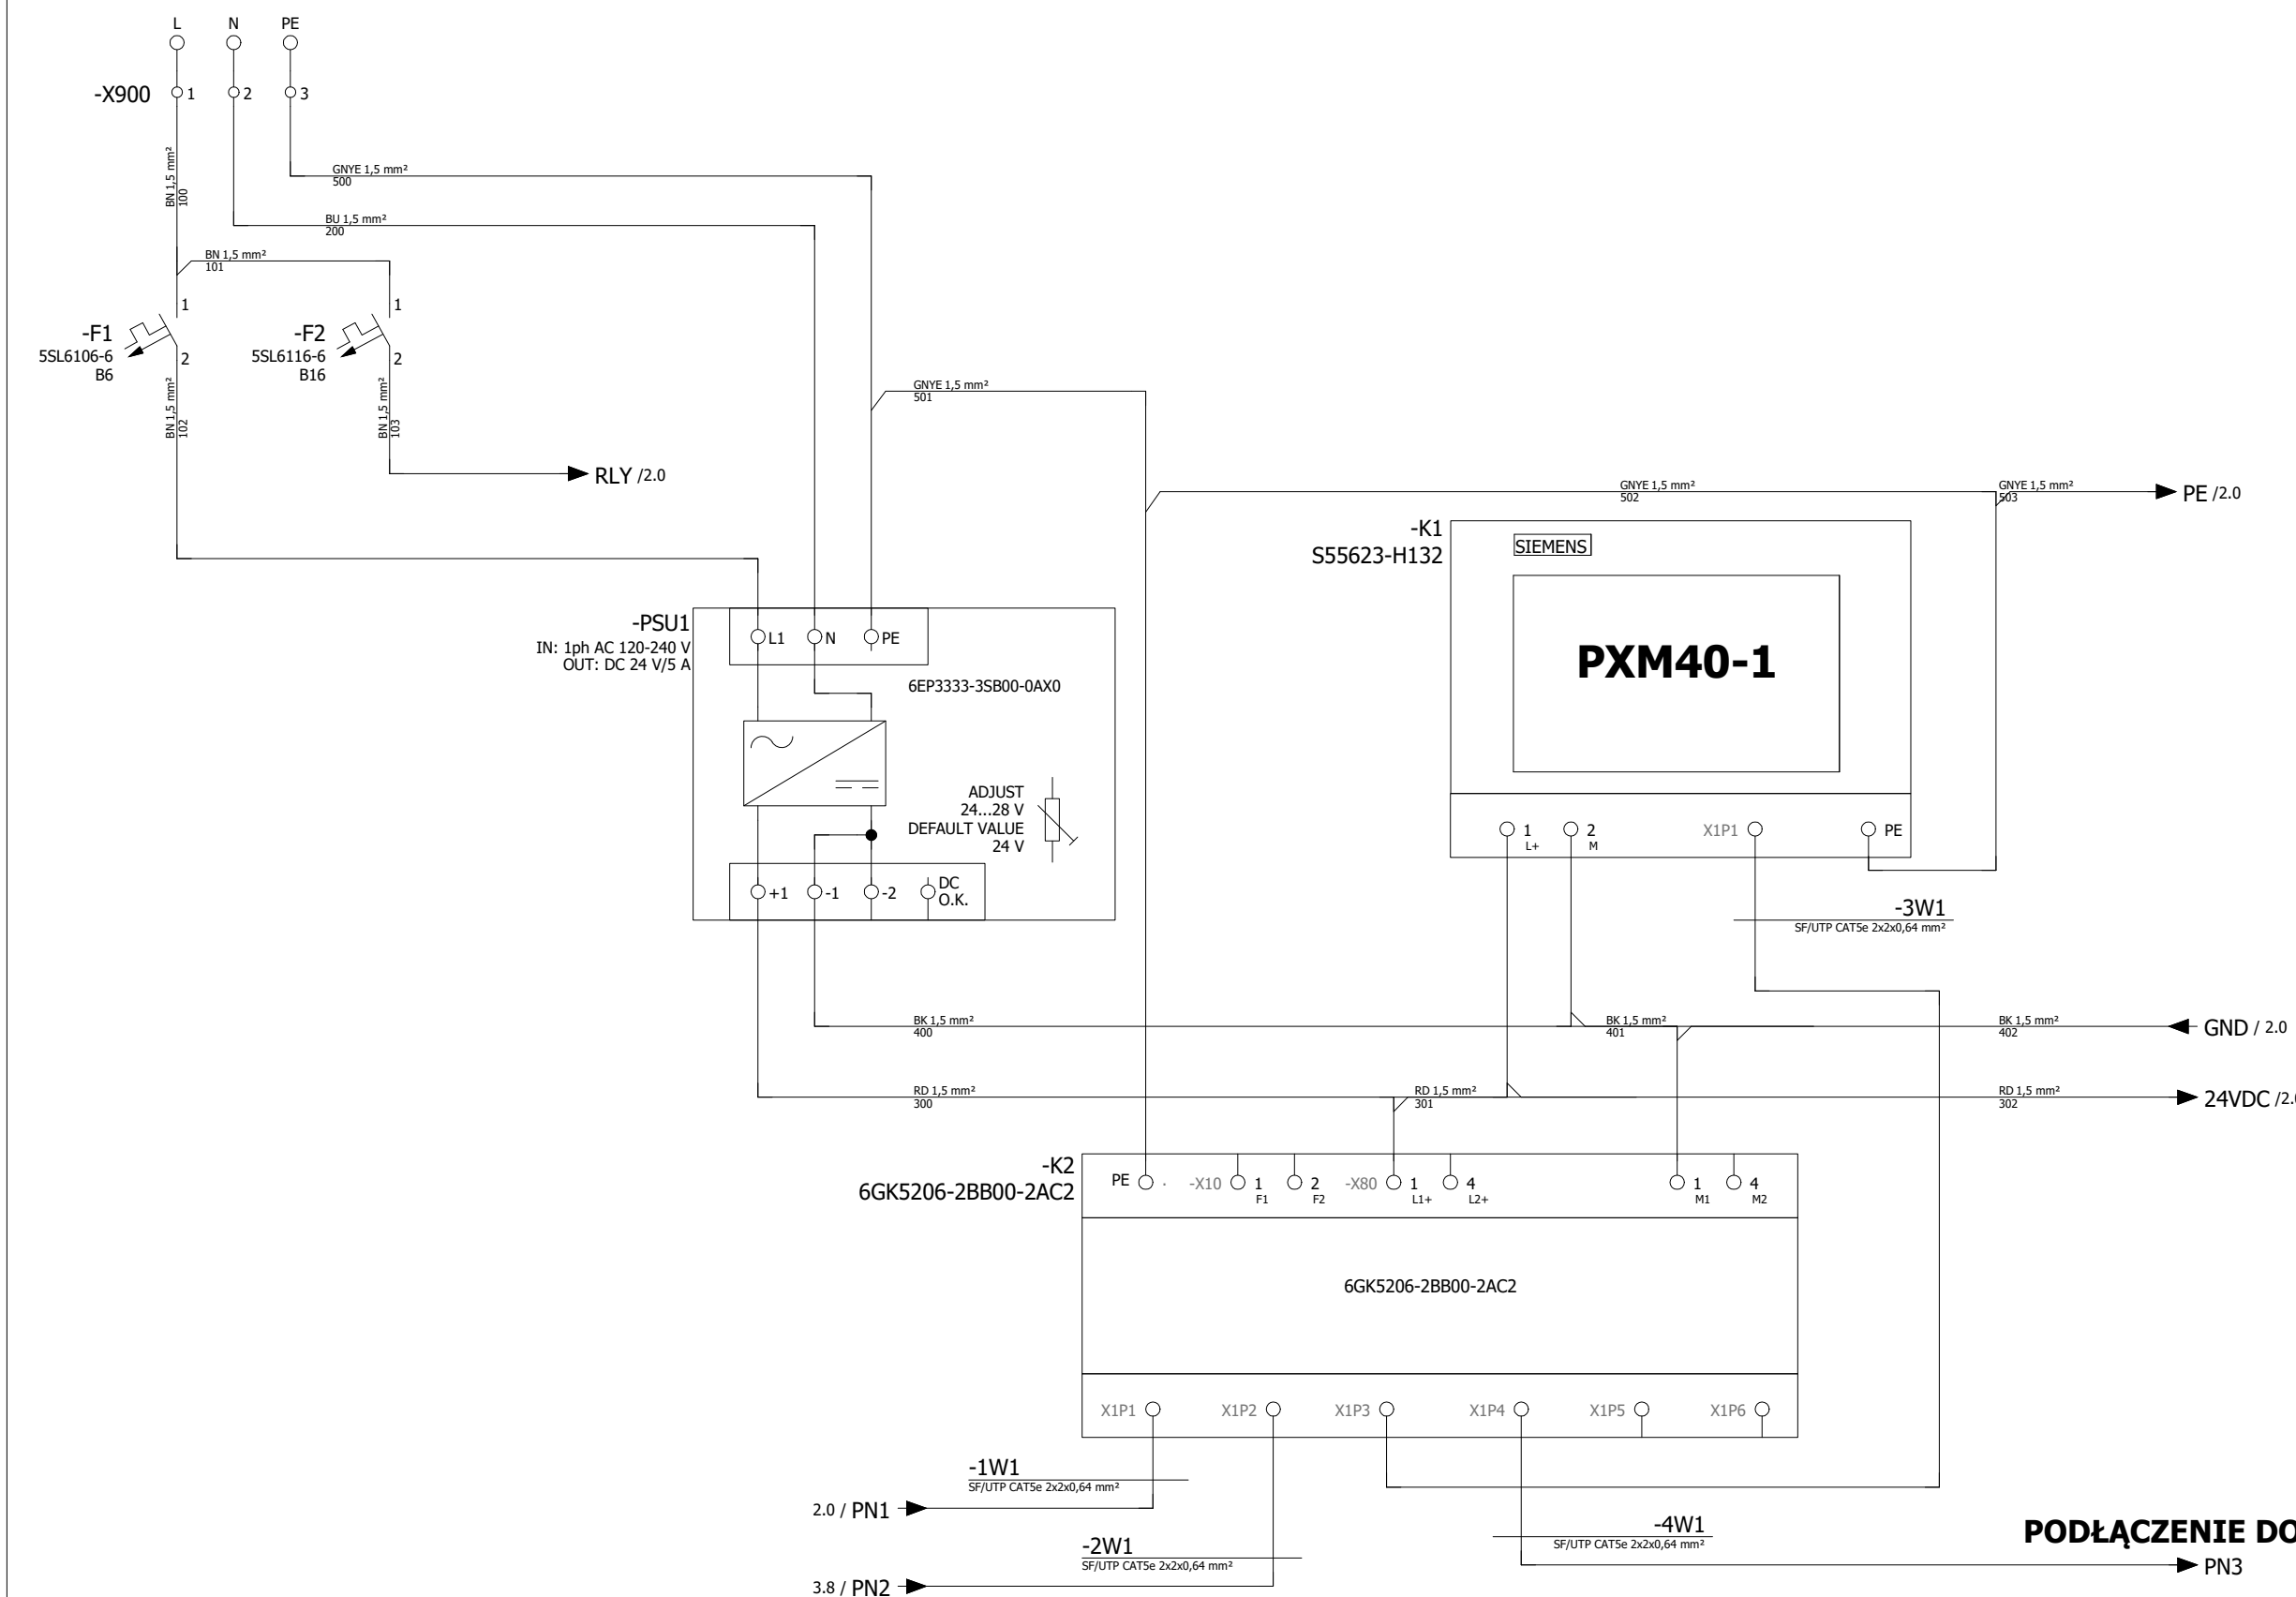 L N PE
-X900 1 2 3
BN 1,5 mm²
100
GNYE 1,5 mm²
500
BU 1,5 mm²
200
BN 1,5 mm²
101
-F1
5SL6106-6
B6
1
2
-F2
5SL6116-6
B16
1
2
BN 1,5 mm²
102
BN 1,5 mm²
103
GNYE 1,5 mm²
501
RLY /2.0
GNYE 1,5 mm²
502
GNYE 1,5 mm²
503
PE /2.0
-K1
S55623-H132
SIEMENS
PXM40-1
-PSU1
IN: 1ph AC 120-240 V
OUT: DC 24 V/5 A
L1 N PE
6EP3333-3SB00-0AX0
ADJUST
24...28 V
DEFAULT VALUE
24 V
1 2 X1P1 PE
L+ M
+1 -1 -2 DC
O.K.
-3W1
SF/UTP CAT5e 2x2x0,64 mm²
BK 1,5 mm²
400
BK 1,5 mm²
401
BK 1,5 mm²
402
GND / 2.0
RD 1,5 mm²
300
RD 1,5 mm²
301
RD 1,5 mm²
302
24VDC /2.
-K2
6GK5206-2BB00-2AC2
PE -X10 1 2 -X80 1 4 1 4
F1 F2 L1+ L2+ M1 M2
6GK5206-2BB00-2AC2
X1P1 X1P2 X1P3 X1P4 X1P5 X1P6
-1W1
SF/UTP CAT5e 2x2x0,64 mm²
2.0 / PN1
-2W1
SF/UTP CAT5e 2x2x0,64 mm²
3.8 / PN2
-4W1
SF/UTP CAT5e 2x2x0,64 mm²
PODŁĄCZENIE DO
PN3